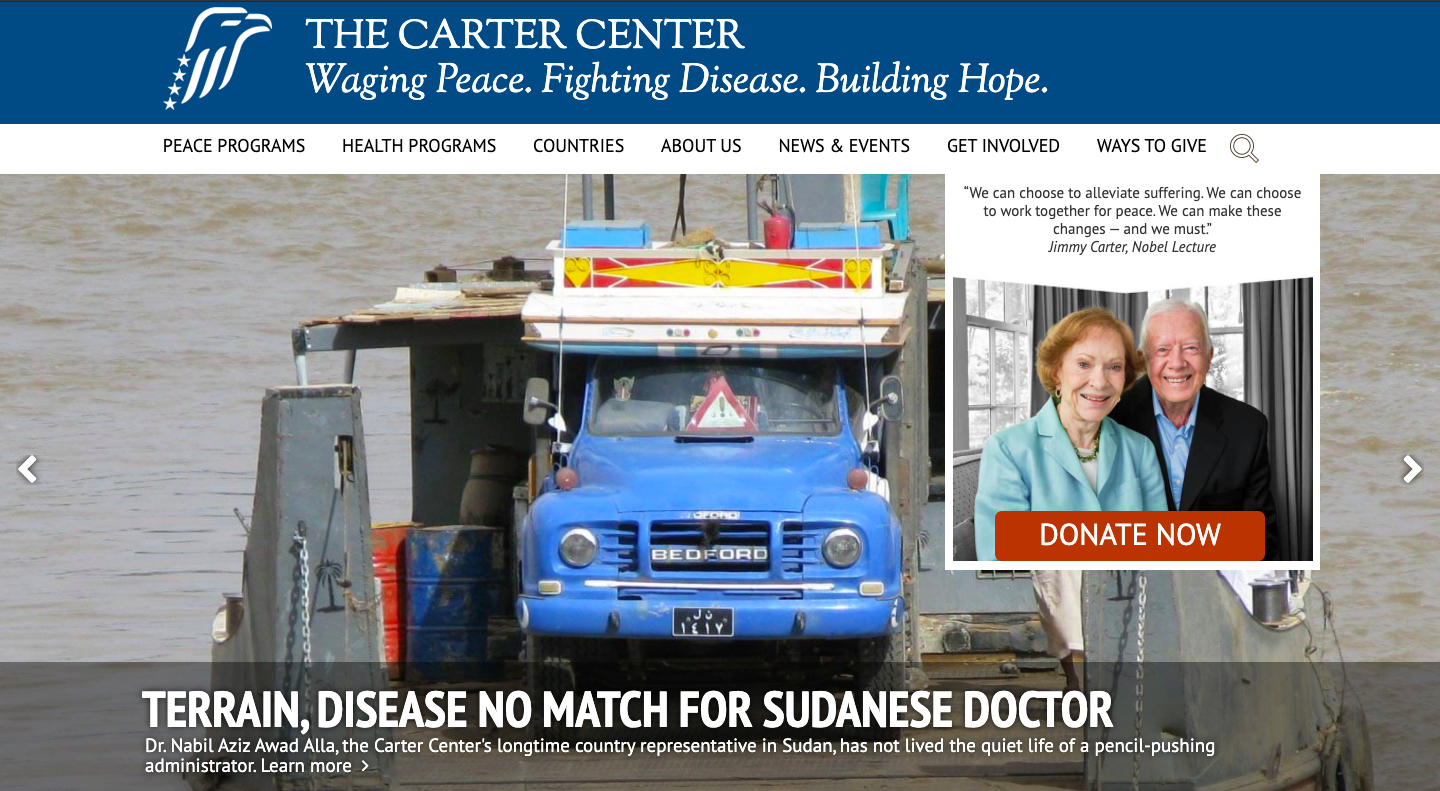 THE CARTER CENTER
Waging Peace. Fighting Disease. Building Hope.
PEACE PROGRAMS
HEALTH PROGRAMS
COUNTRIES
ABOUT US
NEWS & EVENTS
GET INVOLVED
WAYS TO GIVE
“We can choose to alleviate suffering. We can choose
to work together for peace. We can make these
changes — and we must.”
Jimmy Carter, Nobel Lecture
BEDFORD
١٤١٧
DONATE NOW
TERRAIN, DISEASE NO MATCH FOR SUDANESE DOCTOR
Dr. Nabil Aziz Awad Alla, the Carter Center's longtime country representative in Sudan, has not lived the quiet life of a pencil-pushing
administrator. Learn more >